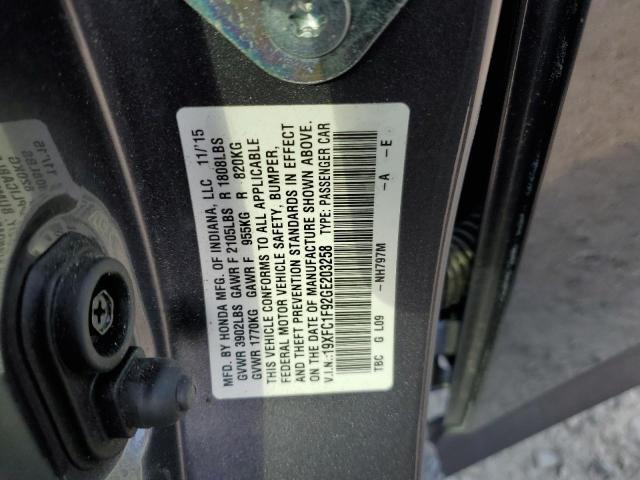 MFD. BY HONDA MFG. OF INDIANA, LLC 11/'15
GVWR 3902LBS GAWR F 2105LBS R 1808LBS
GVWR 1770KG GAWR F 955KG R 820KG
THIS VEHICLE CONFORMS TO ALL APPLICABLE
FEDERAL MOTOR VEHICLE SAFETY, BUMPER,
AND THEFT PREVENTION STANDARDS IN EFFECT
ON THE DATE OF MANUFACTURE SHOWN ABOVE.
V.I.N.:19XFC1F92GE203258 TYPE: PASSENGER CAR
TBC G L09 -NH797M -A -E